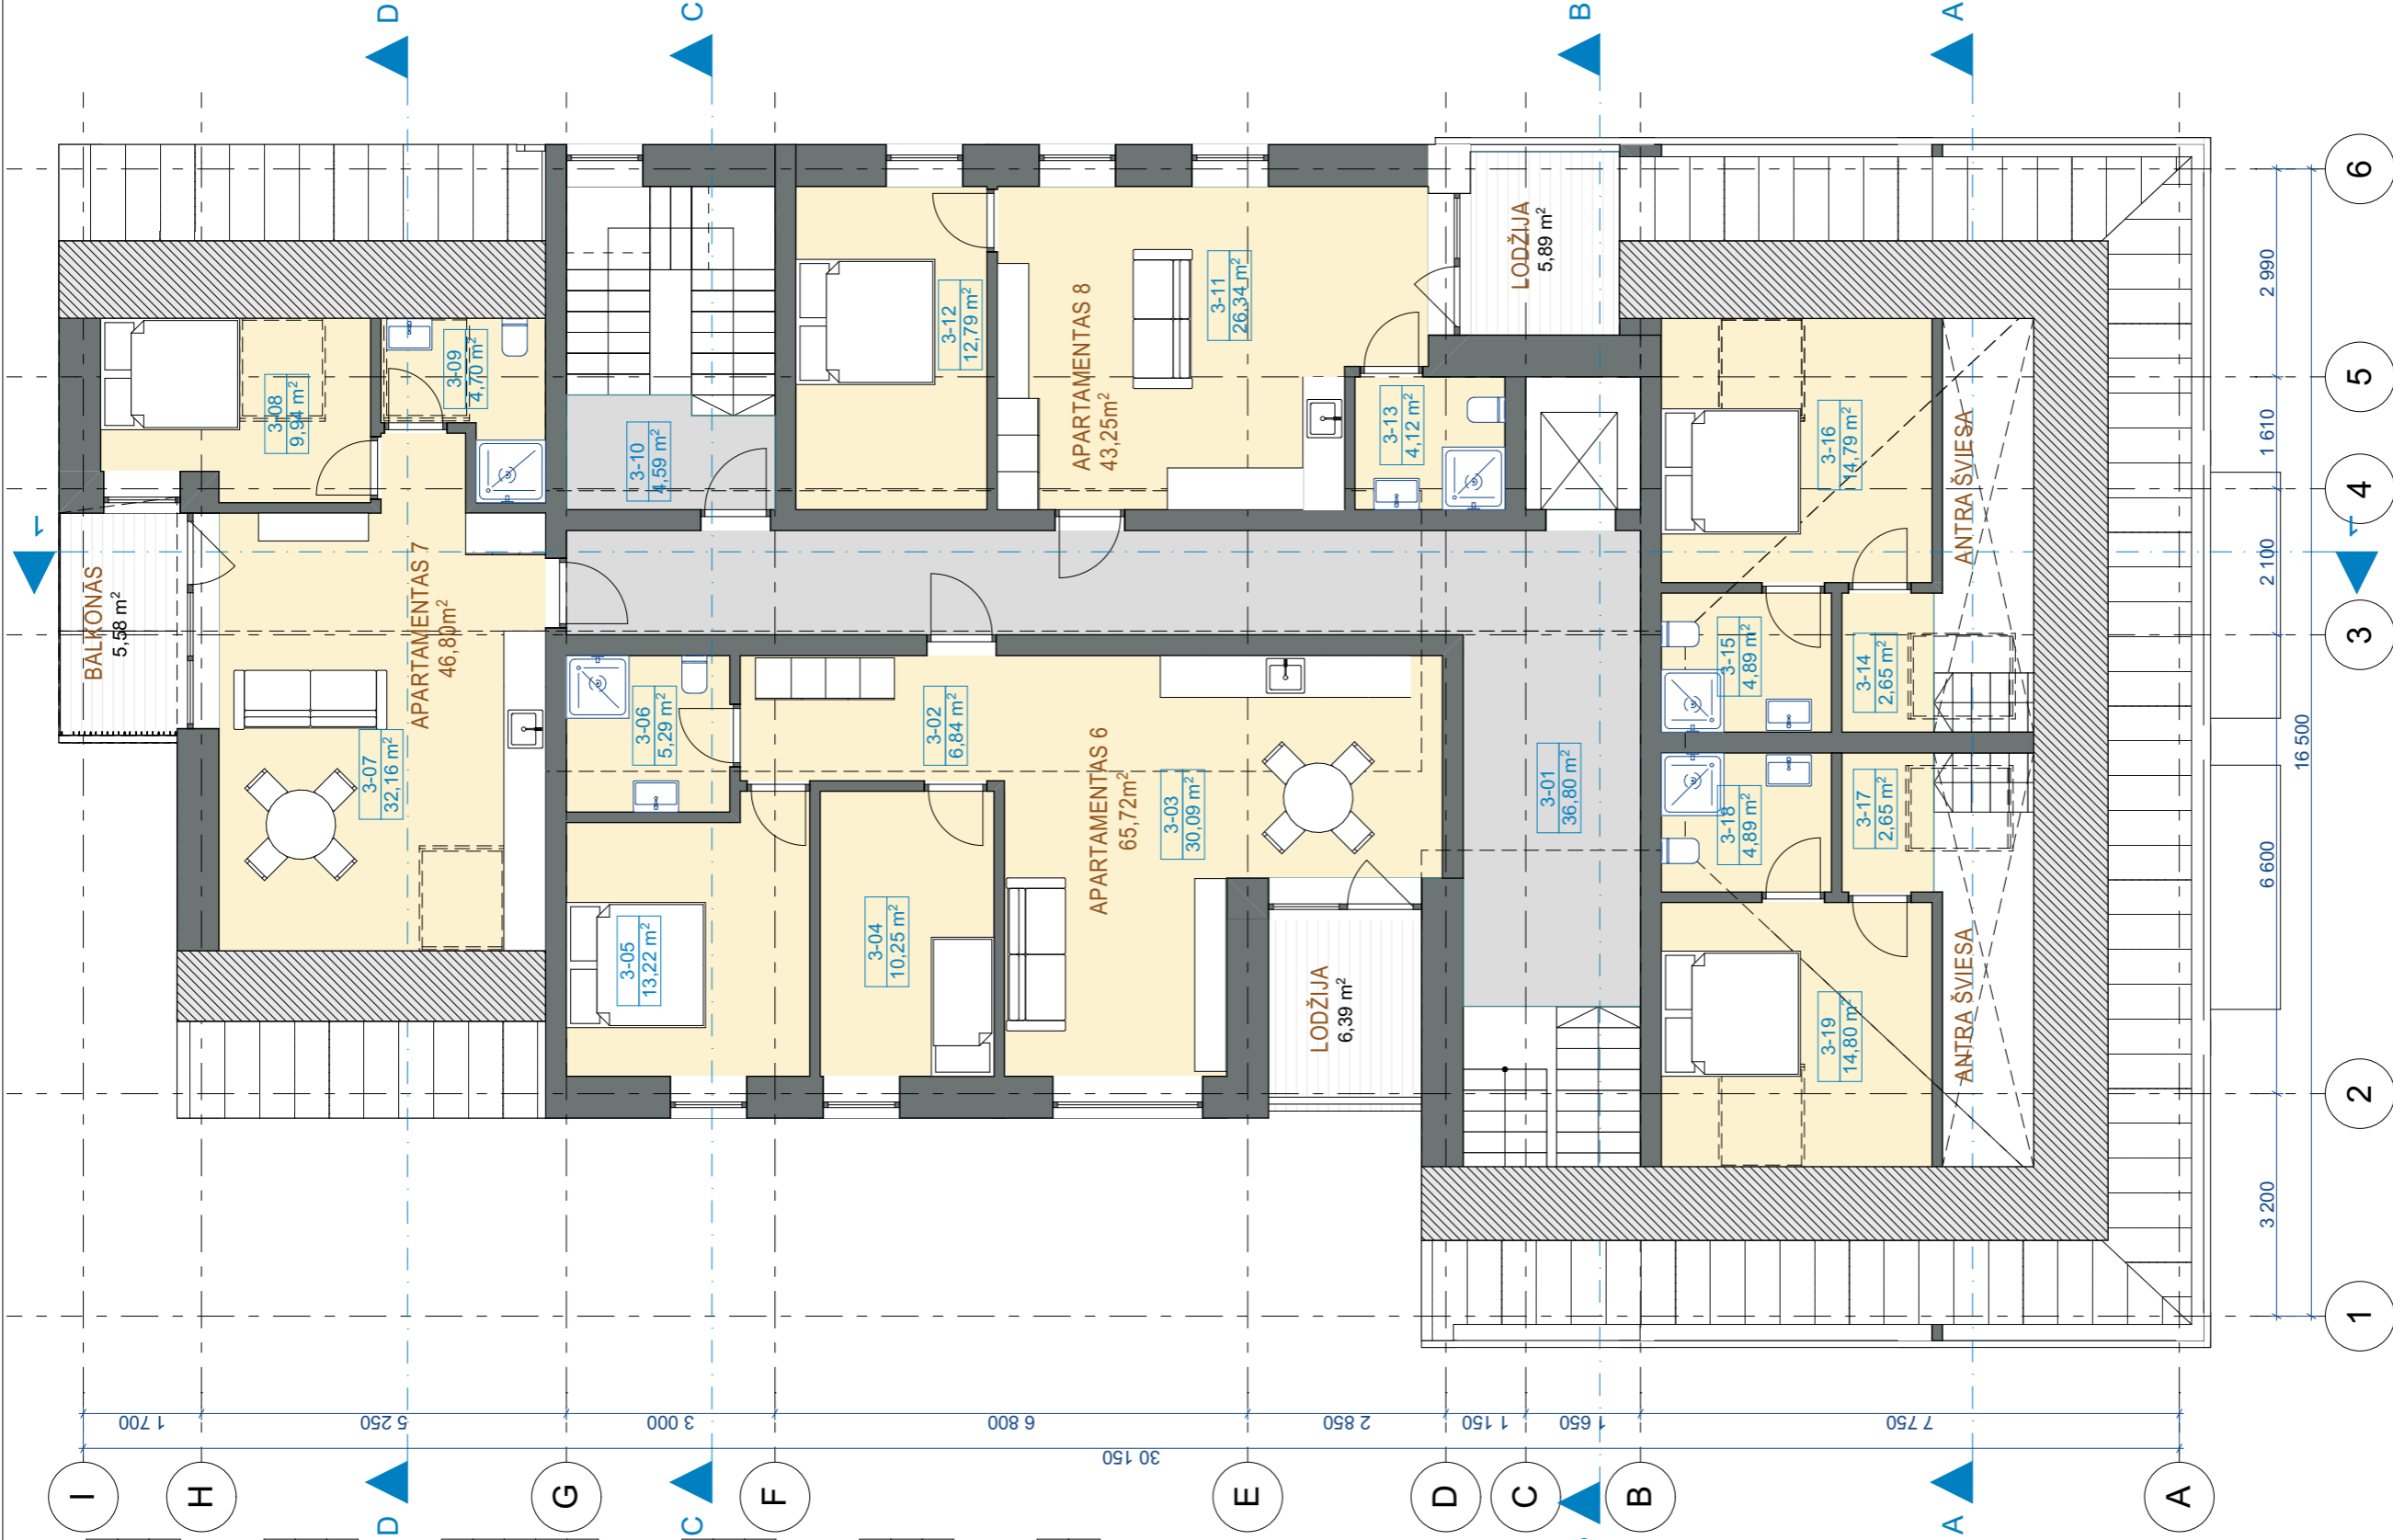 D
C
B
A
1
BALKONAS
5,58 m²
APARTAMENTAS 7
46,80m²
3-07
32,16 m²
3-08
9,94 m²
3-09
4,70 m²
3-10
4,59 m²
3-12
12,79 m²
APARTAMENTAS 8
43,25m²
3-11
26,34 m²
3-13
4,12 m²
LODŽIJA
5,89 m²
3-06
5,29 m²
3-02
6,84 m²
APARTAMENTAS 6
65,72m²
3-03
30,09 m²
3-05
13,22 m²
3-04
10,25 m²
LODŽIJA
6,39 m²
3-01
36,80 m²
3-16
14,79 m²
ANTRA ŠVIESA
3-15
4,89 m²
3-14
2,65 m²
3-18
4,89 m²
3-17
2,65 m²
3-19
14,80 m²
ANTRA ŠVIESA
1
2 990
1 610
2 100
6 600
3 200
16 500
6
5
4
3
2
1
1 700
5 250
3 000
6 800
2 850
1 150
1 650
7 750
30 150
I
H
G
F
E
D
C
B
A
D
C
A